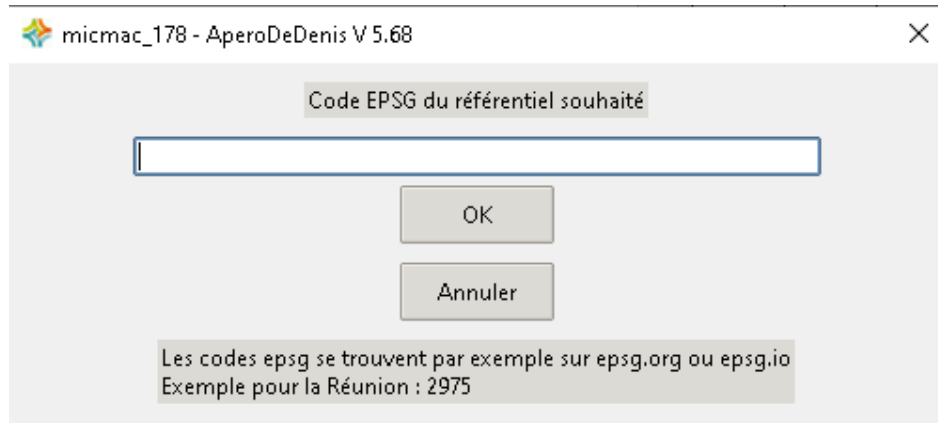 micmac_178 - AperoDeDenis V 5.68
Code EPSG du référentiel souhaité
OK
Annuler
Les codes epsg se trouvent par exemple sur epsg.org ou epsg.io
Exemple pour la Réunion : 2975